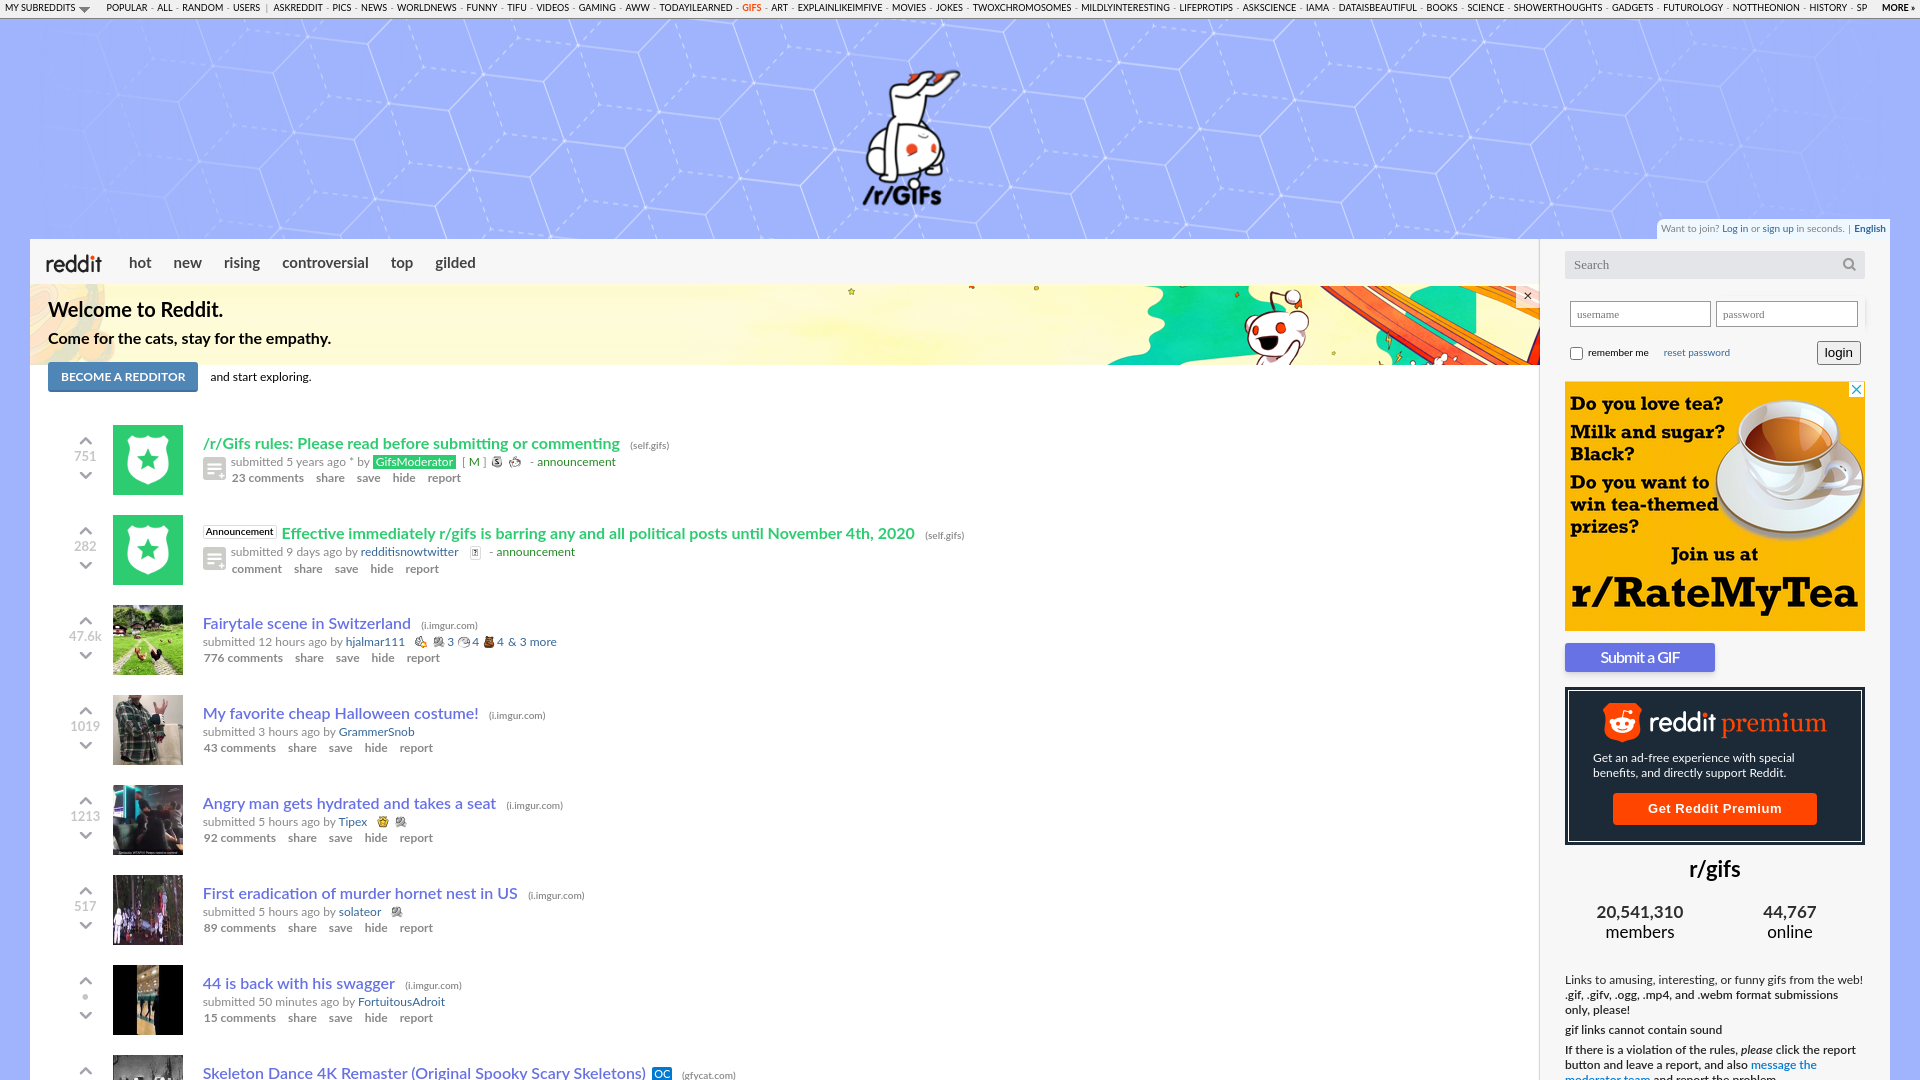 MY SUBREDDITS POPULAR - ALL - RANDOM - USERS | ASKREDDIT - PICS - NEWS - WORLDNEWS - FUNNY - TIFU - VIDEOS - GAMING - AWW - TODAYILEARNED - GIFS - ART - EXPLAINLIKEIMFIVE - MOVIES - JOKES - TWOXCHROMOSOMES - MILDLYINTERESTING - LIFEPROTIPS - ASKSCIENCE - IAMA - DATAISBEAUTIFUL - BOOKS - SCIENCE - SHOWERTHOUGHTS - GADGETS - FUTUROLOGY - NOTTHEONION - HISTORY - SP MORE »
/r/GIFs
Want to join? Log in or sign up in seconds. | English
reddit hot new rising controversial top gilded
Welcome to Reddit.
Come for the cats, stay for the empathy.
BECOME A REDDITOR and start exploring.
751
/r/Gifs rules: Please read before submitting or commenting (self.gifs)
submitted 5 years ago * by GifsModerator [ M ] - announcement
23 comments share save hide report
282
Announcement Effective immediately r/gifs is barring any and all political posts until November 4th, 2020 (self.gifs)
submitted 9 days ago by redditisnowtwitter - announcement
comment share save hide report
47.6k
Fairytale scene in Switzerland (i.imgur.com)
submitted 12 hours ago by hjalmar111 3 4 4 & 3 more
776 comments share save hide report
1019
My favorite cheap Halloween costume! (i.imgur.com)
submitted 3 hours ago by GrammerSnob
43 comments share save hide report
1213
Angry man gets hydrated and takes a seat (i.imgur.com)
submitted 5 hours ago by Tipex
92 comments share save hide report
517
First eradication of murder hornet nest in US (i.imgur.com)
submitted 5 hours ago by solateor
89 comments share save hide report
•
44 is back with his swagger (i.imgur.com)
submitted 50 minutes ago by FortuitousAdroit
15 comments share save hide report
Skeleton Dance 4K Remaster (Original Spooky Scary Skeletons) OC (gfycat.com)
Search
username password
remember me reset password login
Do you love tea?
Milk and sugar?
Black?
Do you want to
win tea-themed
prizes?
Join us at
r/RateMyTea
Submit a GIF
reddit premium
Get an ad-free experience with special
benefits, and directly support Reddit.
Get Reddit Premium
r/gifs
20,541,310 44,767
members online
Links to amusing, interesting, or funny gifs from the web!
.gif, .gifv, .ogg, .mp4, and .webm format submissions
only, please!
gif links cannot contain sound
If there is a violation of the rules, please click the report
button and leave a report, and also message the
moderator team and report the problem.